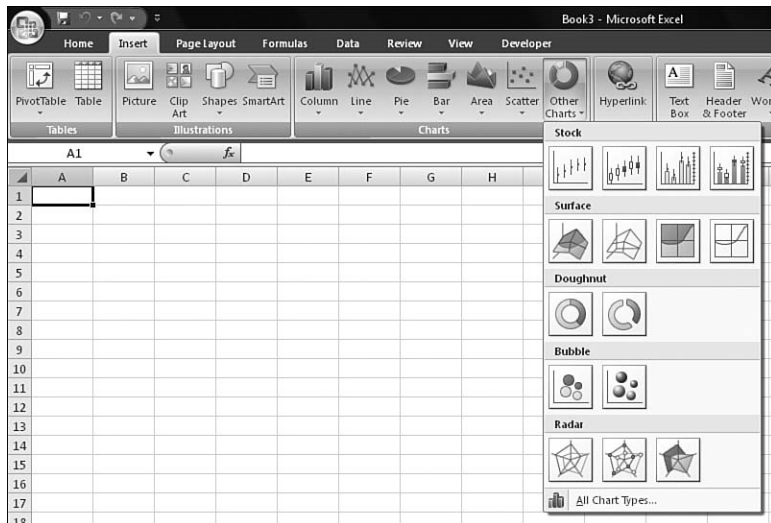 Book3 - Microsoft Excel
Home Insert Page Layout Formulas Data Review View Developer
PivotTable Table Picture Clip Art Shapes SmartArt Column Line Pie Bar Area Scatter Other Charts Hyperlink Text Box Header & Footer
Tables Illustrations Charts
A1 fx
A B C D E F G H
Stock
Surface
Doughnut
Bubble
Radar
All Chart Types...
1
2
3
4
5
6
7
8
9
10
11
12
13
14
15
16
17
18